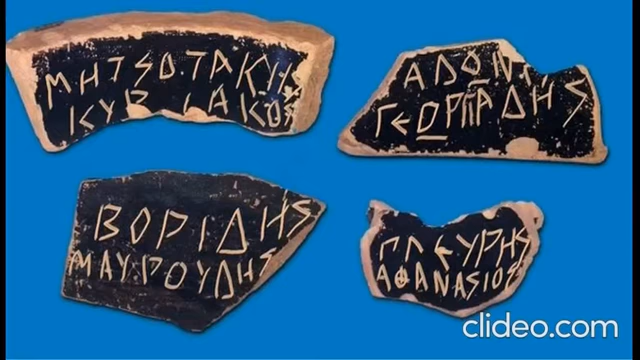 ΜΗΤΣΟΤΑΚΗΣ
ΚΥΡΙΑΚΟΣ
ΑΔΩΝΙΣ
ΓΕΩΡΓΙΑΔΗΣ
ΒΟΡΙΔΗΣ
ΜΑΥΡΟΥΔΗΣ
ΠΛΕΥΡΗΣ
ΑΘΑΝΑΣΙΟΣ
clideo.com